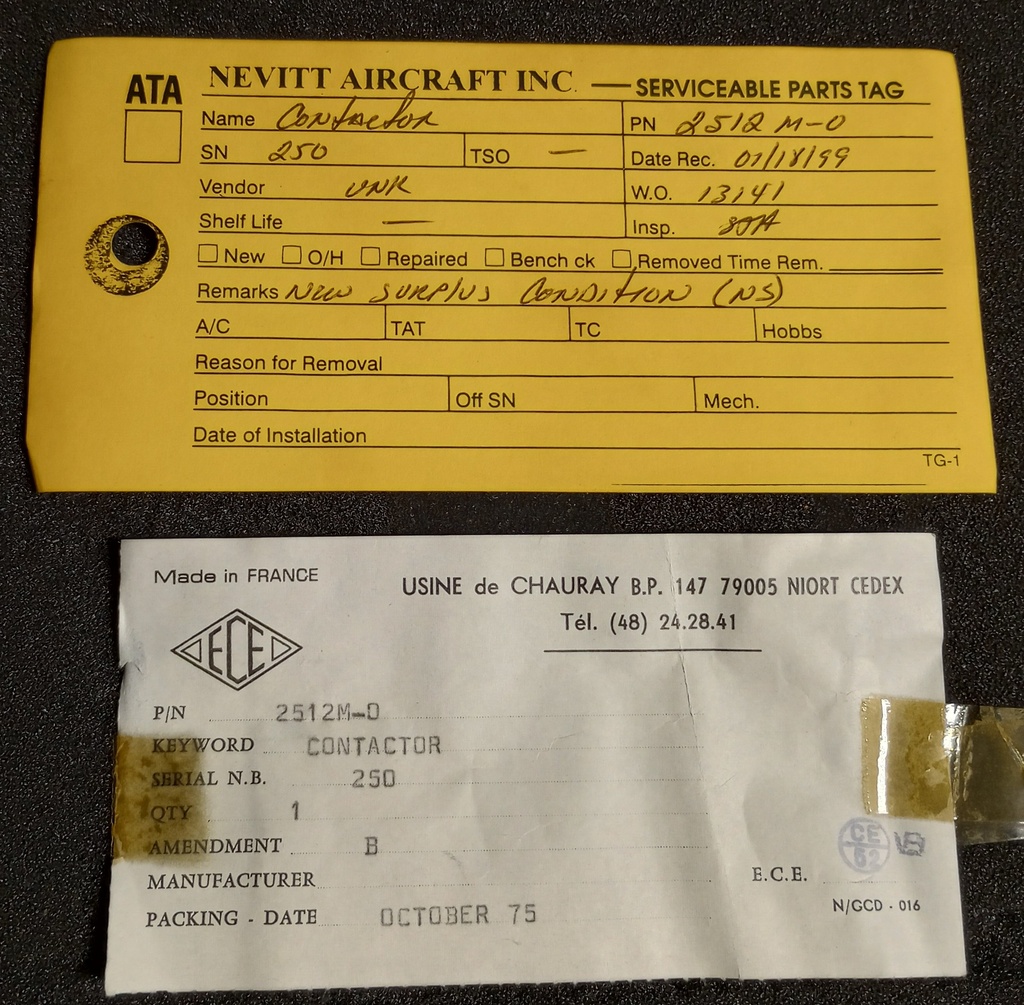 ATA
NEVITT AIRCRAFT INC. — SERVICEABLE PARTS TAG
Name Contactor PN 2512 M-0
SN 250 TSO — Date Rec. 01/18/99
Vendor UNK W.O. 13141
Shelf Life — Insp.
New O/H Repaired Bench ck Removed Time Rem.
Remarks New SURPLUS CONDITION (NS)
A/C TAT TC Hobbs
Reason for Removal
Position Off SN Mech.
Date of Installation
TG-1
Made in FRANCE
USINE de CHAURAY B.P. 147 79005 NIORT CEDEX
Tél. (48) 24.28.41
ECE
P/N 2512M-0
KEYWORD CONTACTOR
SERIAL N.B. 250
QTY 1
AMENDMENT B
MANUFACTURER E.C.E.
CE 52
N/GCD - 016
PACKING - DATE OCTOBER 75